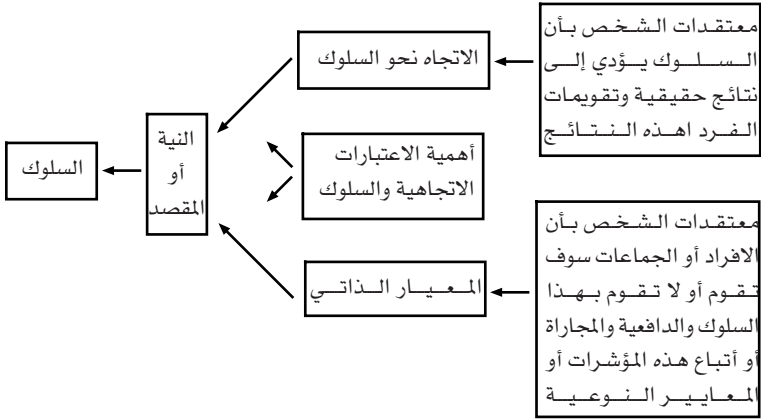 معتقدات الشخص بأن
السلوك يؤدي إلى
نتائج حقيقية وتقويمات
الفرد اهذه النتائج
الاتجاه نحو السلوك
أهمية الاعتبارات
الاتجاهية والسلوك
النية
أو
المقصد
السلوك
معتقدات الشخص بأن
الافراد أو الجماعات سوف
تقوم أو لا تقوم بهذا
السلوك والدافعية والمجاراة
أو أتباع هذه المؤشرات أو
المعايير النوعية
المعيار الذاتي